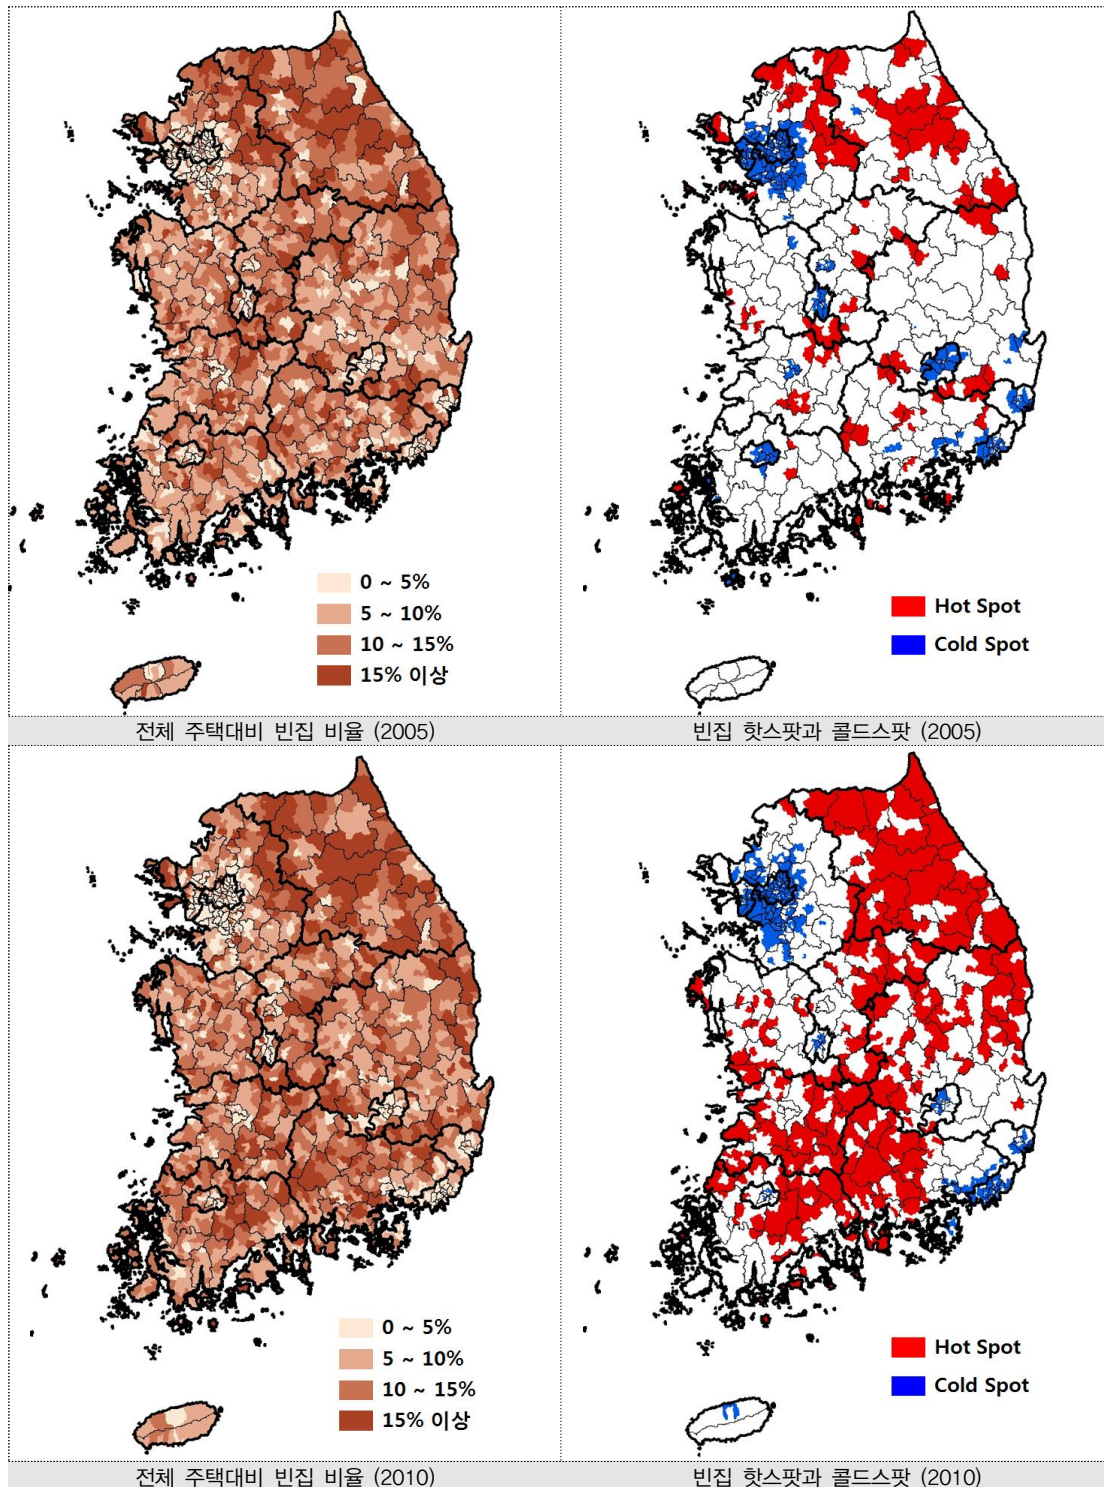 0 ~ 5%
5 ~ 10%
10 ~ 15%
15% 이상
Hot Spot
Cold Spot
전체 주택대비 빈집 비율 (2005)
빈집 핫스팟과 콜드스팟 (2005)
0 ~ 5%
5 ~ 10%
10 ~ 15%
15% 이상
Hot Spot
Cold Spot
전체 주택대비 빈집 비율 (2010)
빈집 핫스팟과 콜드스팟 (2010)